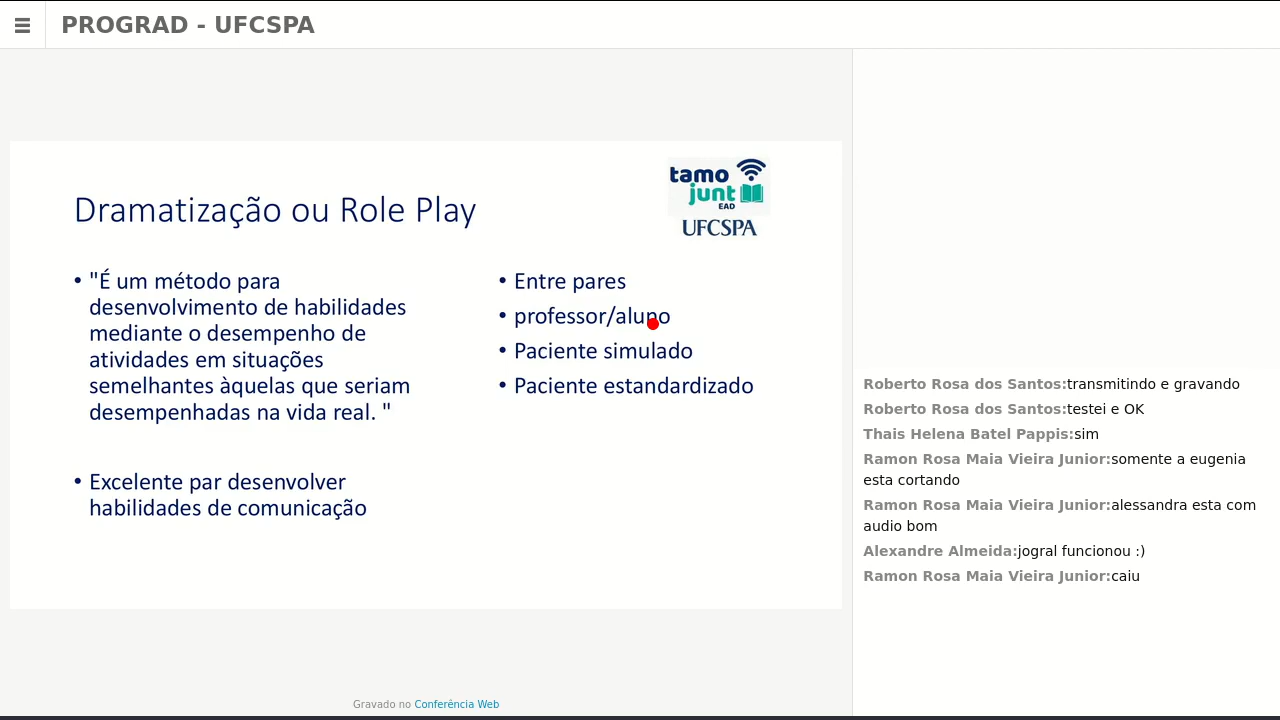 PROGRAD - UFCSPA
tamo
junt
EAD
UFCSPA
Dramatização ou Role Play
• "É um método para
desenvolvimento de habilidades
mediante o desempenho de
atividades em situações
semelhantes àquelas que seriam
desempenhadas na vida real. "
• Excelente par desenvolver
habilidades de comunicação
• Entre pares
• professor/aluno
• Paciente simulado
• Paciente estandardizado
Roberto Rosa dos Santos:transmitindo e gravando
Roberto Rosa dos Santos:testei e OK
Thais Helena Batel Pappis:sim
Ramon Rosa Maia Vieira Junior:somente a eugenia
esta cortando
Ramon Rosa Maia Vieira Junior:alessandra esta com
audio bom
Alexandre Almeida:jogral funcionou :)
Ramon Rosa Maia Vieira Junior:caiu
Gravado no Conferência Web